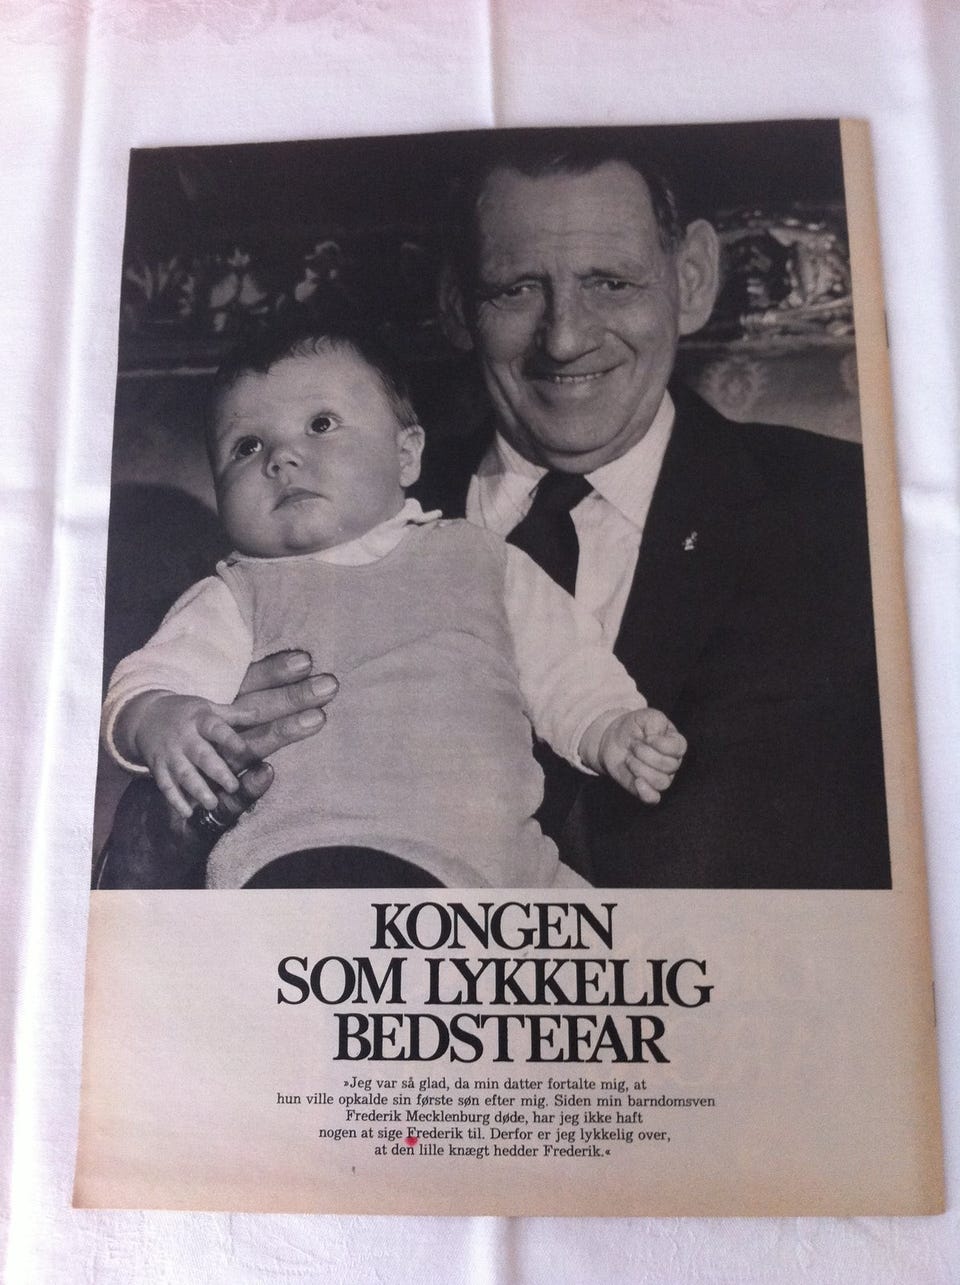 KONGEN
SOM LYKKELIG
BEDSTEFAR
»Jeg var så glad, da min datter fortalte mig, at
hun ville opkalde sin første søn efter mig. Siden min barndomsven
Frederik Mecklenburg døde, har jeg ikke haft
nogen at sige Frederik til. Derfor er jeg lykkelig over,
at den lille knægt hedder Frederik.«